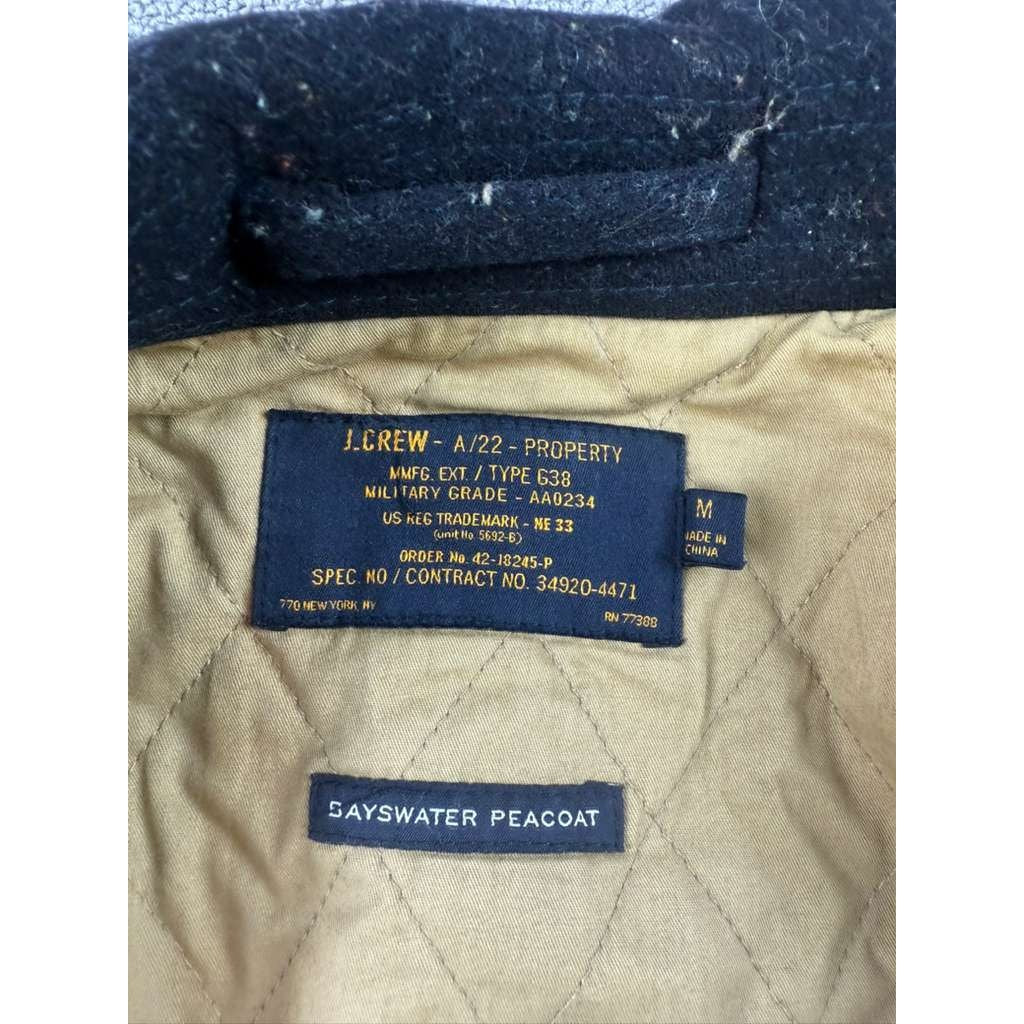 J.CREW - A/22 - PROPERTY
MMFG. EXT. / TYPE G38
MILITARY GRADE - AA0234
US REG TRADEMARK - NE 33
(unit No 5692-B)
ORDER No. 42-18245-P
SPEC. NO / CONTRACT NO. 34920-4471
770 NEW YORK, NY
RN 77388
M
MADE IN
CHINA
BAYSWATER PEACOAT